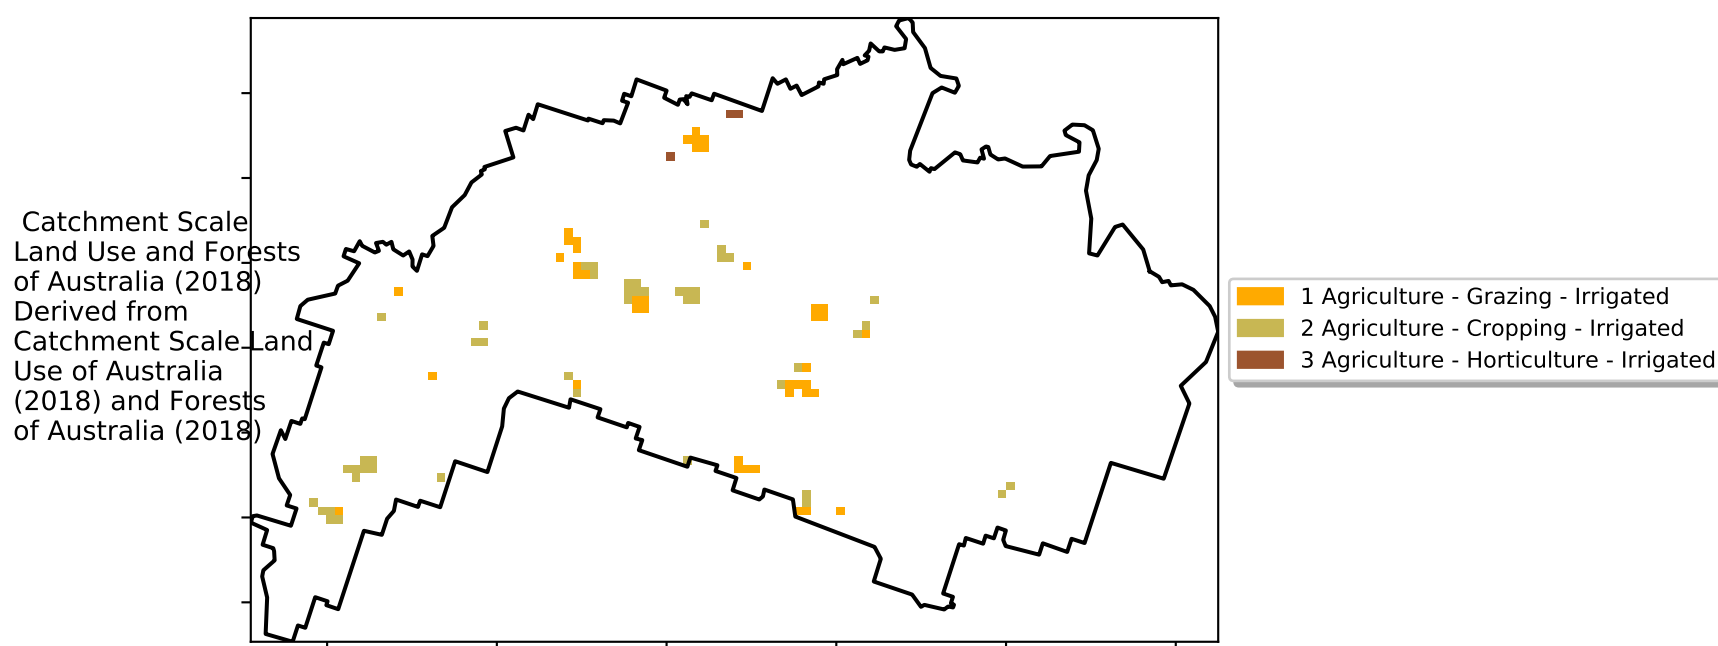 Catchment Scale
Land Use and Forests
of Australia (2018)
Derived from
Catchment Scale Land
Use of Australia
(2018) and Forests
of Australia (2018)
1 Agriculture - Grazing - Irrigated
2 Agriculture - Cropping - Irrigated
3 Agriculture - Horticulture - Irrigated